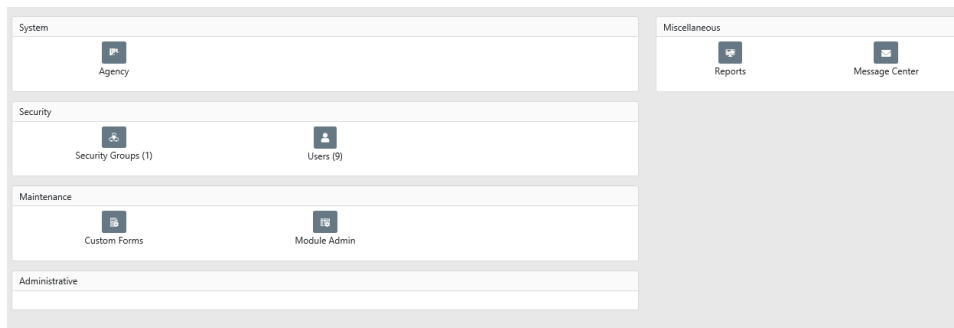 System
Agency
Security
Security Groups (1)
Users (9)
Maintenance
Custom Forms
Module Admin
Administrative
Miscellaneous
Reports
Message Center